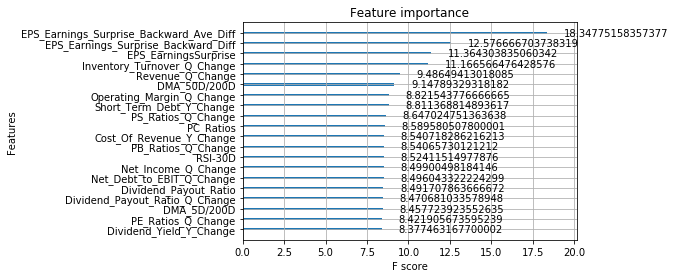 Feature importance
EPS_Earnings_Surprise_Backward_Ave_Diff 18.34775158357377
EPS_Earnings_Surprise_Backward_Diff 12.576666703738319
EPS_EarningsSurprise 11.364303835060342
Inventory_Turnover_Q_Change 11.166566476428576
Revenue_Q_Change 9.48649413018085
DMA_50D/200D 9.14789329318182
Operating_Margin_Q_Change 8.821543776666665
Short_Term_Debt_Y_Change 8.811368814893617
PS_Ratios_Q_Change 8.647024751363638
PC_Ratios 8.589580507800001
Cost_Of_Revenue_Y_Change 8.540718286216213
PB_Ratios_Q_Change 8.54065730121212
RSI-30D 8.52411514977876
Net_Income_Q_Change 8.49900498184146
Net_Debt_to_EBIT_Q_Change 8.496043322224299
Dividend_Payout_Ratio 8.491707863666672
Dividend_Payout_Ratio_Q_Change 8.470681033578948
DMA_5D/200D 8.457723923552635
PE_Ratios_Q_Change 8.421905673595239
Dividend_Yield_Y_Change 8.377463167700002
Features
0.0 2.5 5.0 7.5 10.0 12.5 15.0 17.5 20.0
F score